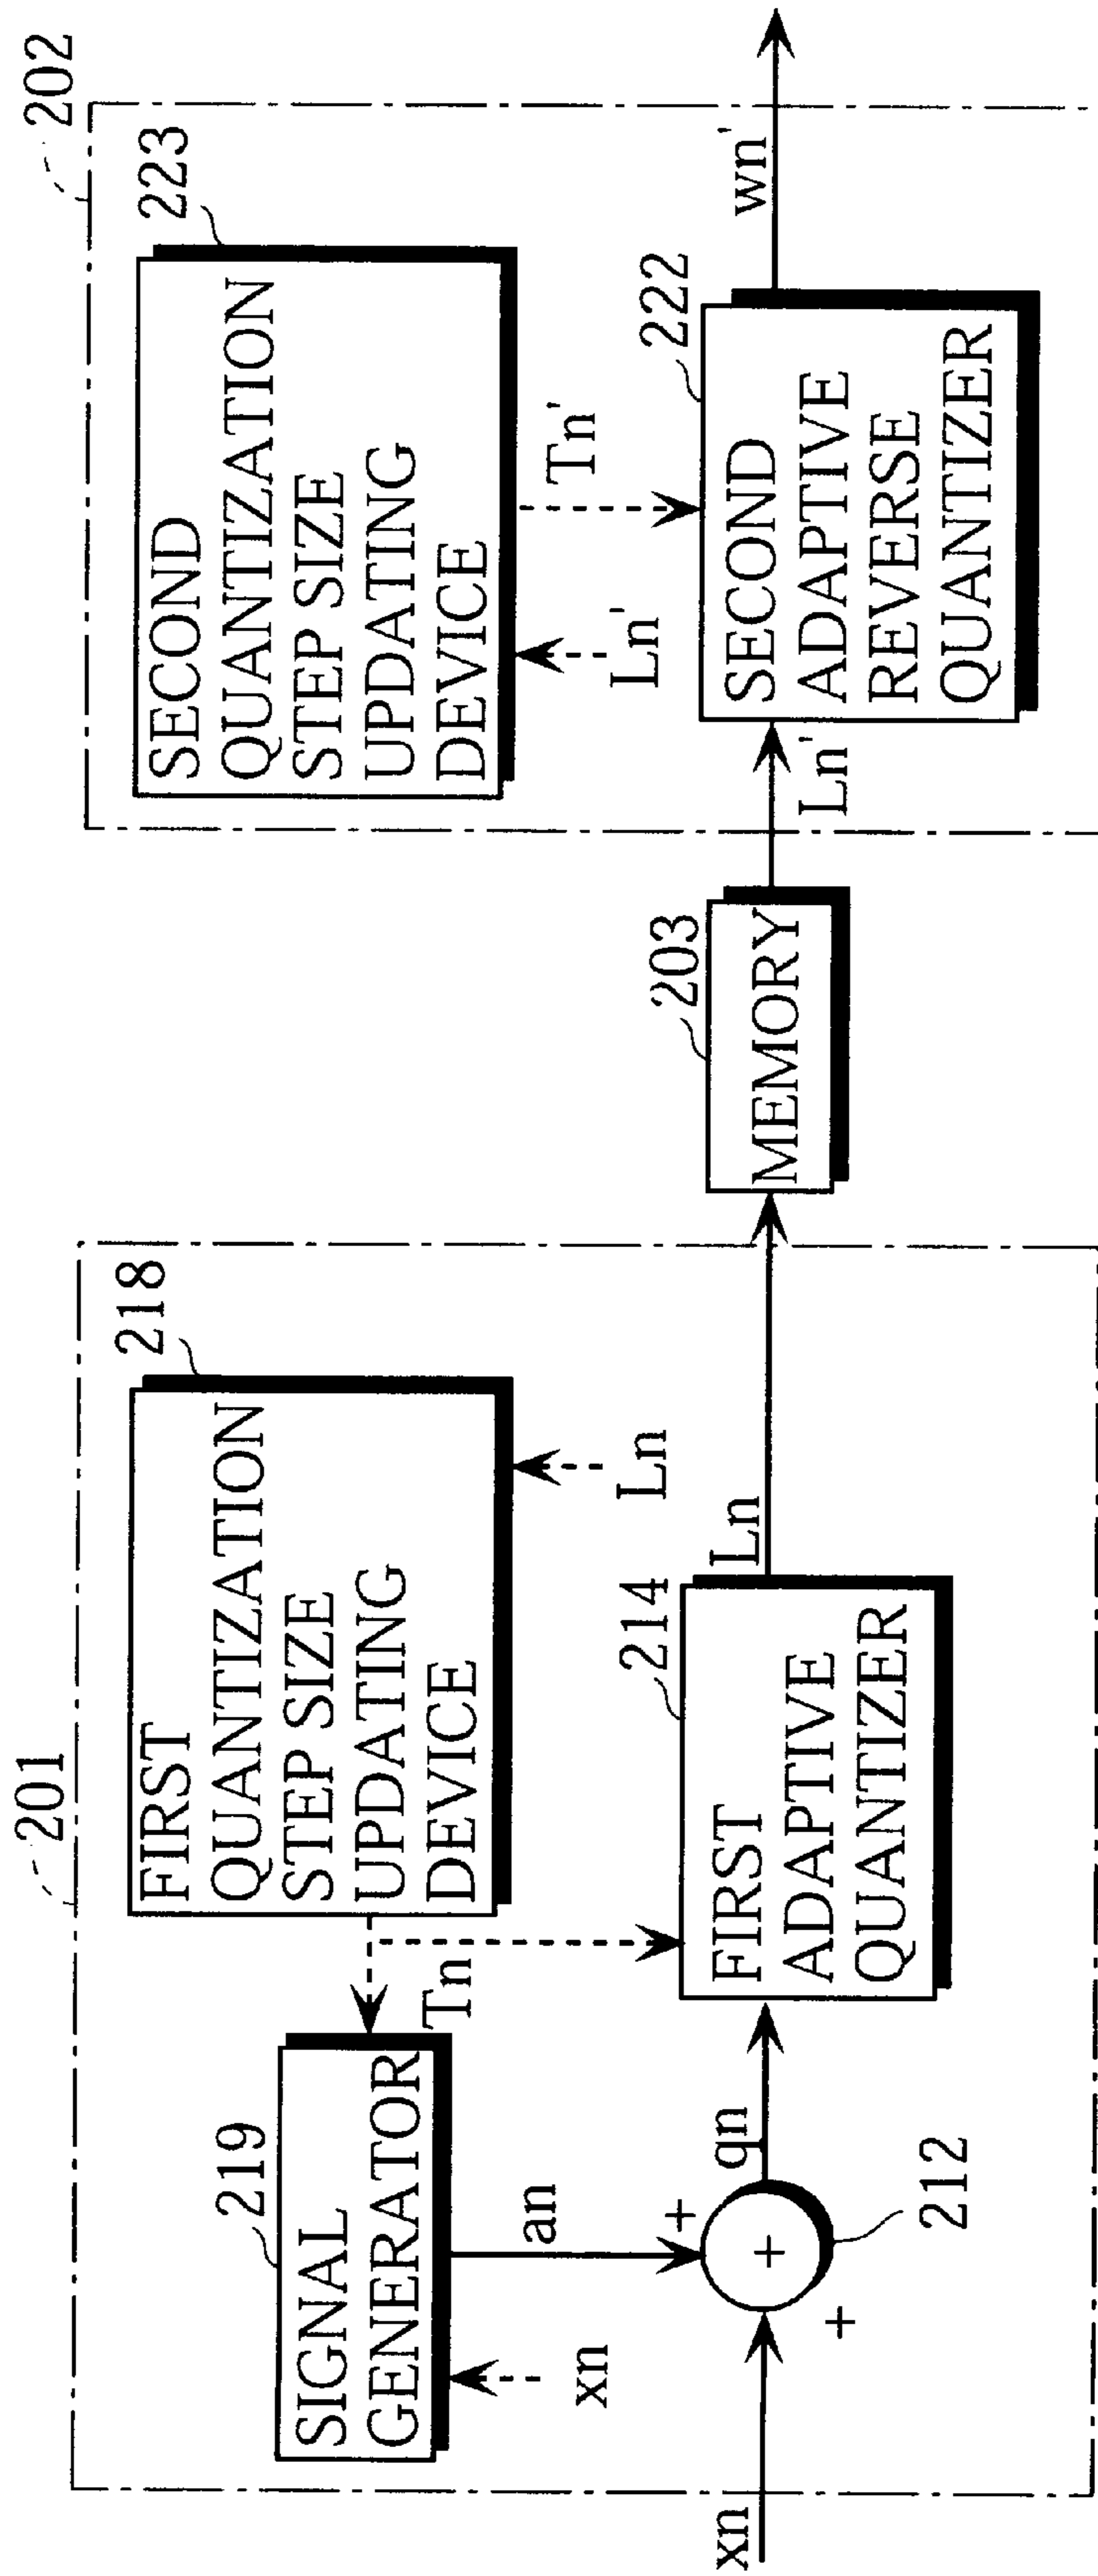 201
202
218
FIRST
QUANTIZATION
STEP SIZE
UPDATING
DEVICE
223
SECOND
QUANTIZATION
STEP SIZE
UPDATING
DEVICE
219
SIGNAL
GENERATOR
Tn
Ln
Tn'
Ln'
xn
an
214
FIRST
ADAPTIVE
QUANTIZER
203
MEMORY
222
SECOND
ADAPTIVE
REVERSE
QUANTIZER
xn
+
+
+
212
qn
Ln
Ln'
wn'